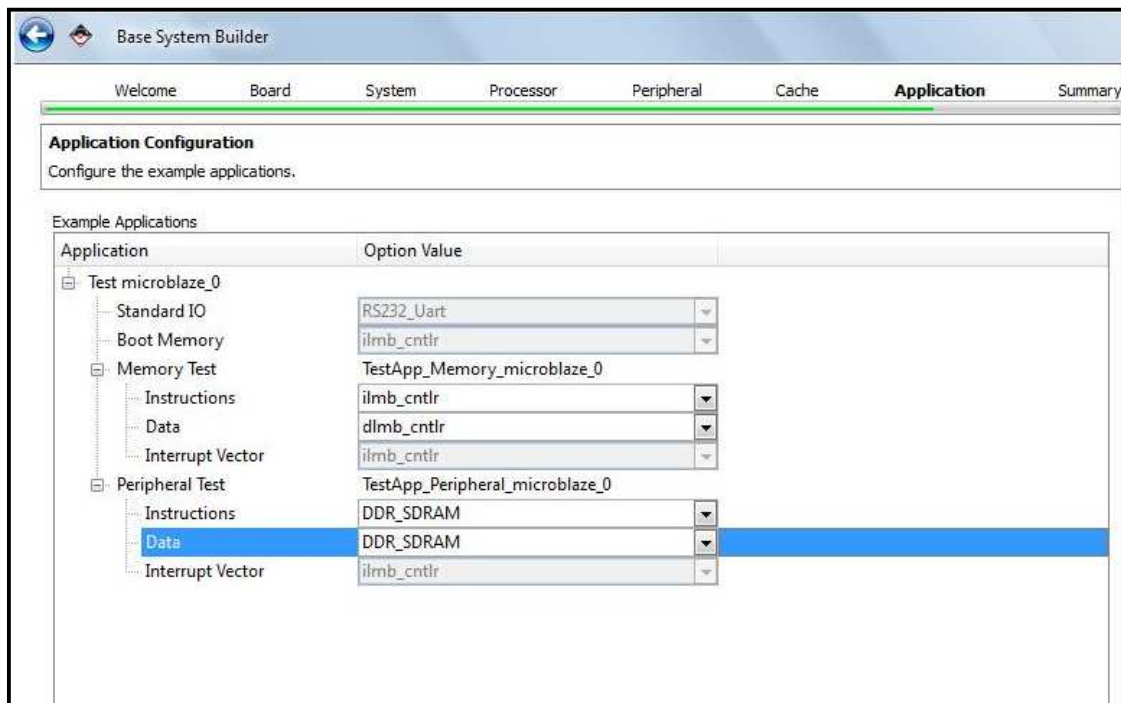 Base System Builder
Welcome Board System Processor Peripheral Cache Application Summary
Application Configuration
Configure the example applications.
Example Applications
Application Option Value
Test microblaze_0
Standard IO RS232_Uart
Boot Memory ilmb_cntlr
Memory Test TestApp_Memory_microblaze_0
Instructions ilmb_cntlr
Data dlmb_cntlr
Interrupt Vector ilmb_cntlr
Peripheral Test TestApp_Peripheral_microblaze_0
Instructions DDR_SDRAM
Data DDR_SDRAM
Interrupt Vector ilmb_cntlr